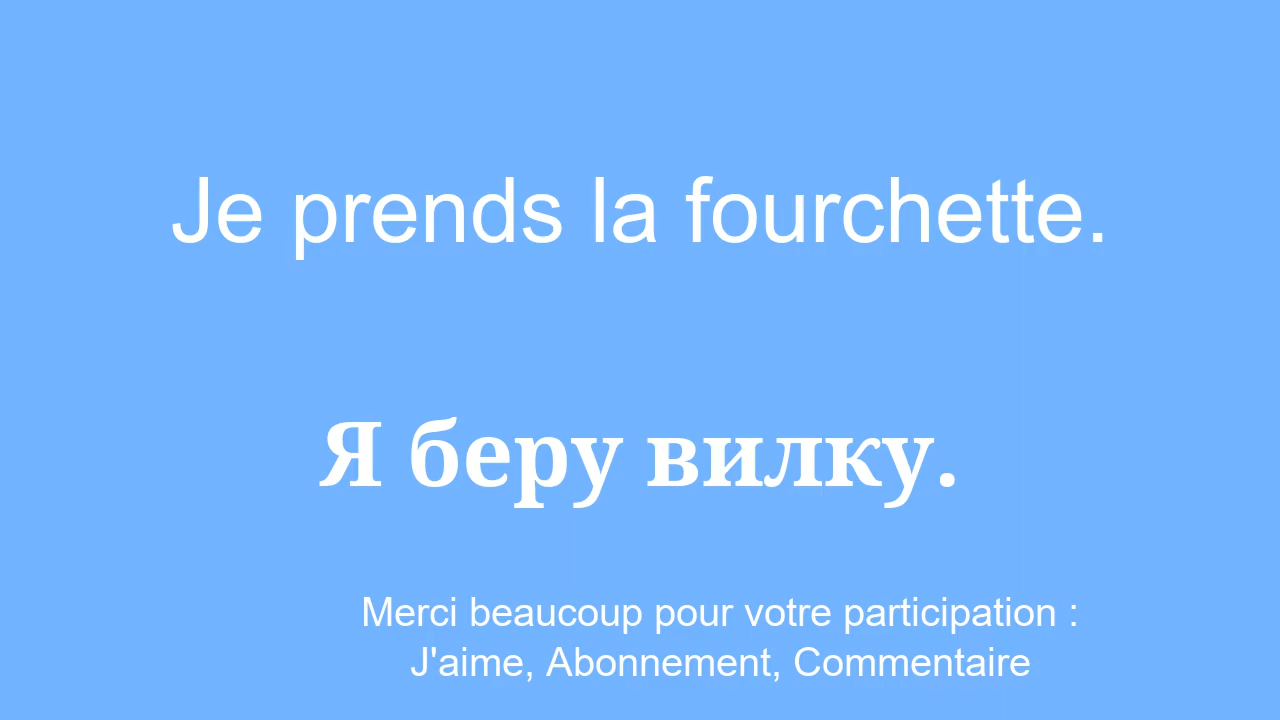 Je prends la fourchette.
Я беру вилку.
Merci beaucoup pour votre participation :
J'aime, Abonnement, Commentaire